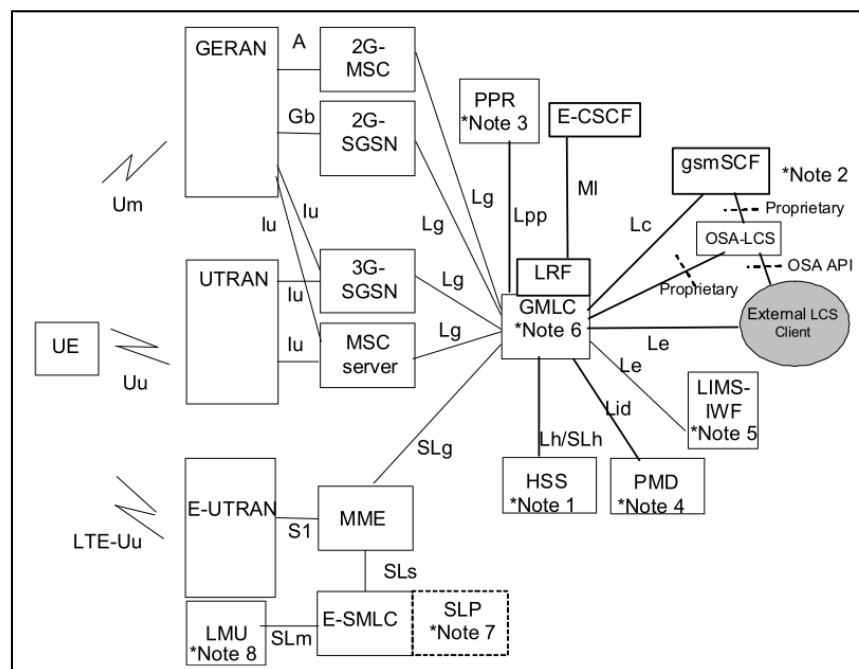 GERAN
A
2G-
MSC
Gb
2G-
SGSN
PPR
*Note 3
E-CSCF
gsmSCF
*Note 2
Um
Iu
Iu
Lg
Lg
Lpp
Ml
Lc
Proprietary
OSA-LCS
OSA API
Proprietary
UTRAN
Iu
3G-
SGSN
Lg
LRF
GMLC
*Note 6
External LCS
Client
UE
Uu
Iu
MSC
server
Lg
Le
Le
LIMS-
IWF
*Note 5
Lid
SLg
Lh/SLh
HSS
*Note 1
PMD
*Note 4
E-UTRAN
LTE-Uu
S1
MME
SLs
E-SMLC
SLP
*Note 7
LMU
*Note 8
SLm